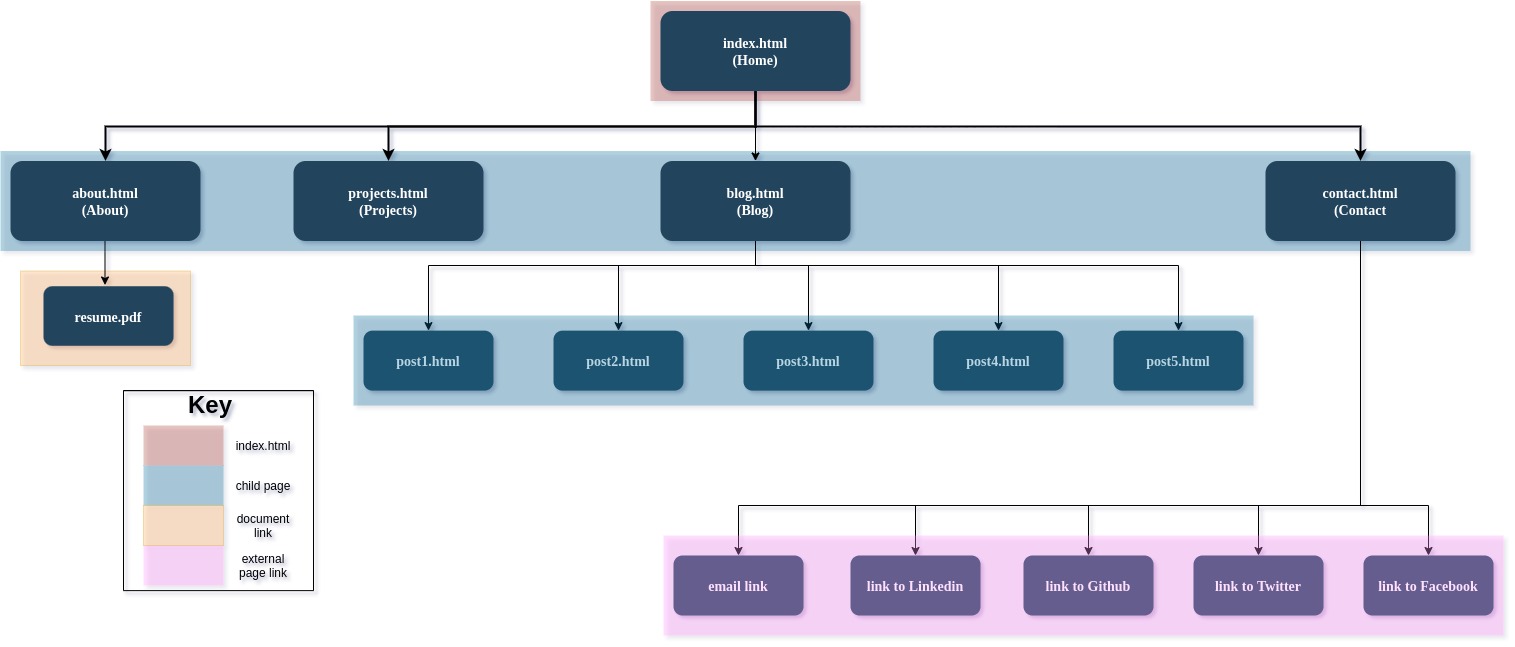 index.html
(Home)
about.html
(About)
projects.html
(Projects)
blog.html
(Blog)
contact.html
(Contact
resume.pdf
post1.html
post2.html
post3.html
post4.html
post5.html
Key
index.html
child page
document
link
external
page link
email link
link to Linkedin
link to Github
link to Twitter
link to Facebook